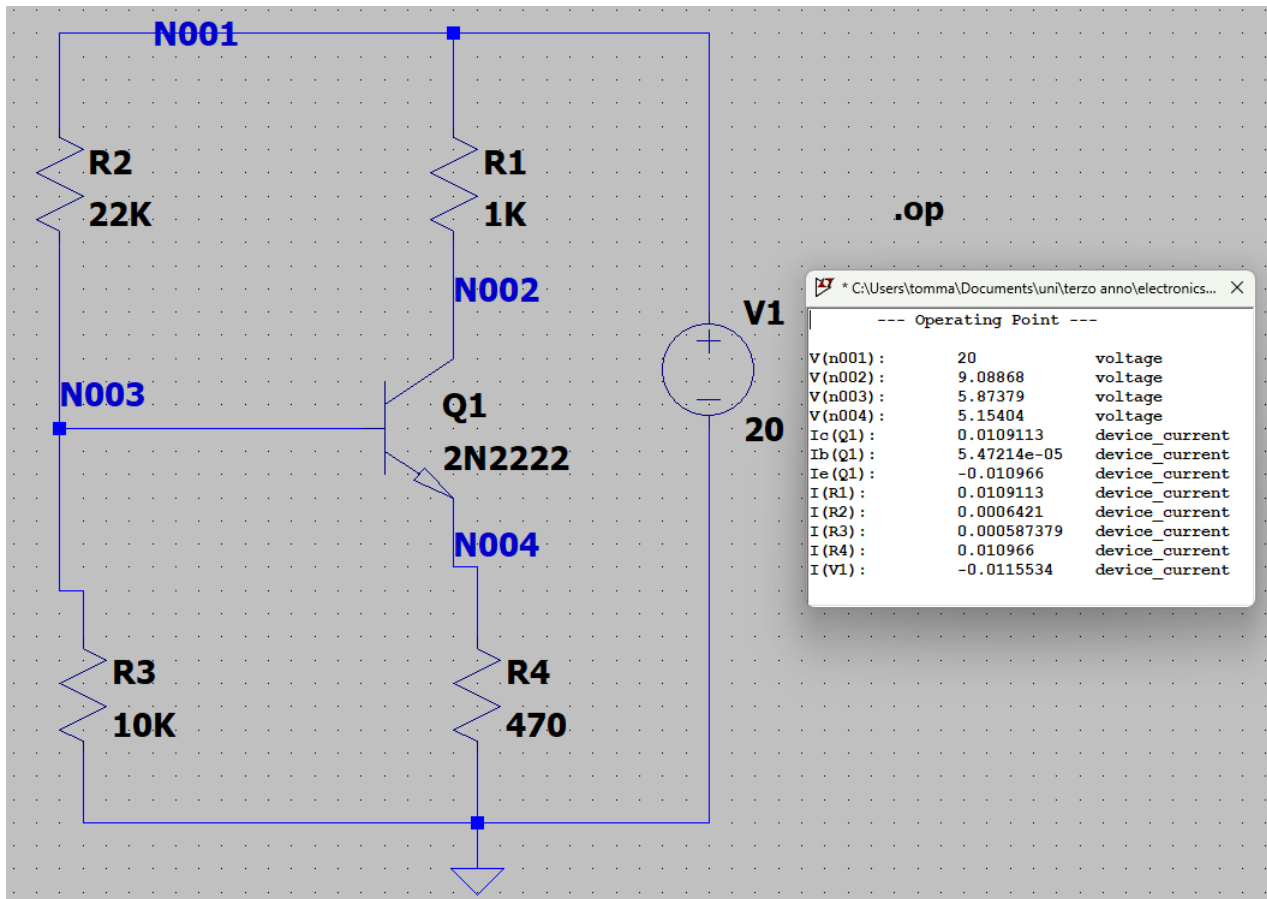 N001
R2
22K
R1
1K
.op
N002
V1
20
N003
Q1
2N2222
N004
R3
10K
R4
470
* C:\Users\tomma\Documents\uni\terzo anno\electronics...
--- Operating Point ---
V(n001): 20 voltage
V(n002): 9.08868 voltage
V(n003): 5.87379 voltage
V(n004): 5.15404 voltage
Ic(Q1): 0.0109113 device_current
Ib(Q1): 5.47214e-05 device_current
Ie(Q1): -0.010966 device_current
I(R1): 0.0109113 device_current
I(R2): 0.0006421 device_current
I(R3): 0.000587379 device_current
I(R4): 0.010966 device_current
I(V1): -0.0115534 device_current